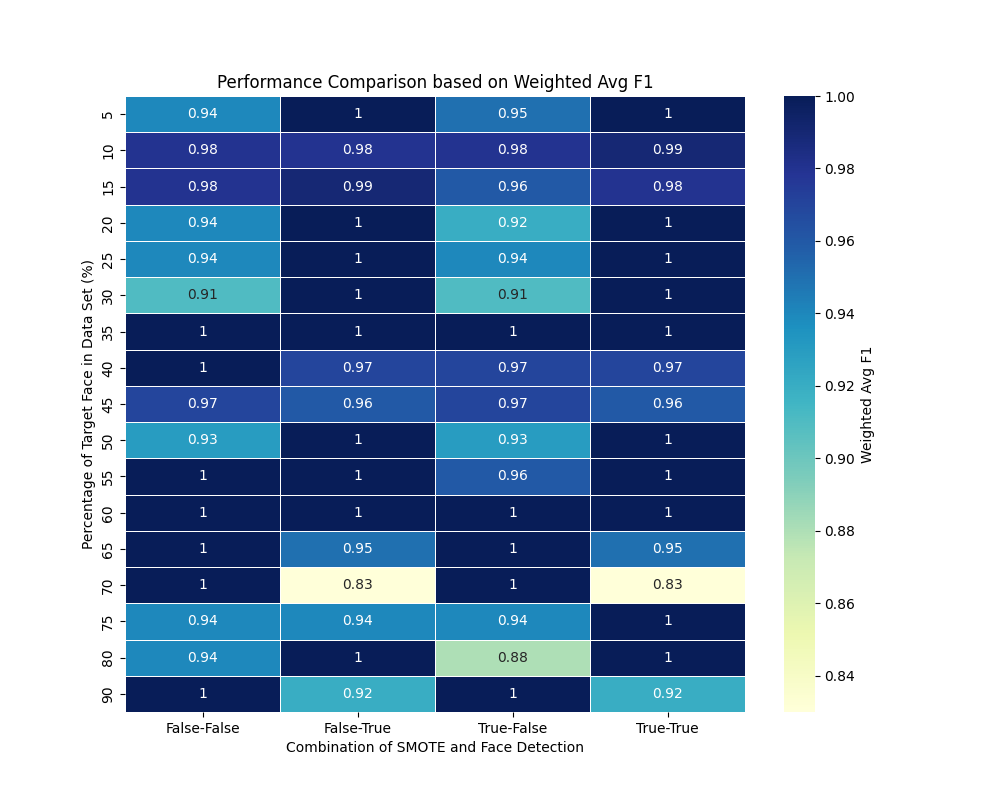 Performance Comparison based on Weighted Avg F1
Percentage of Target Face in Data Set (%)
5 0.94 1 0.95 1
10 0.98 0.98 0.98 0.99
15 0.98 0.99 0.96 0.98
20 0.94 1 0.92 1
25 0.94 1 0.94 1
30 0.91 1 0.91 1
35 1 1 1 1
40 1 0.97 0.97 0.97
45 0.97 0.96 0.97 0.96
50 0.93 1 0.93 1
55 1 1 0.96 1
60 1 1 1 1
65 1 0.95 1 0.95
70 1 0.83 1 0.83
75 0.94 0.94 0.94 1
80 0.94 1 0.88 1
90 1 0.92 1 0.92
False-False False-True True-False True-True
Combination of SMOTE and Face Detection
1.00
0.98
0.96
0.94
0.92
0.90
0.88
0.86
0.84
Weighted Avg F1